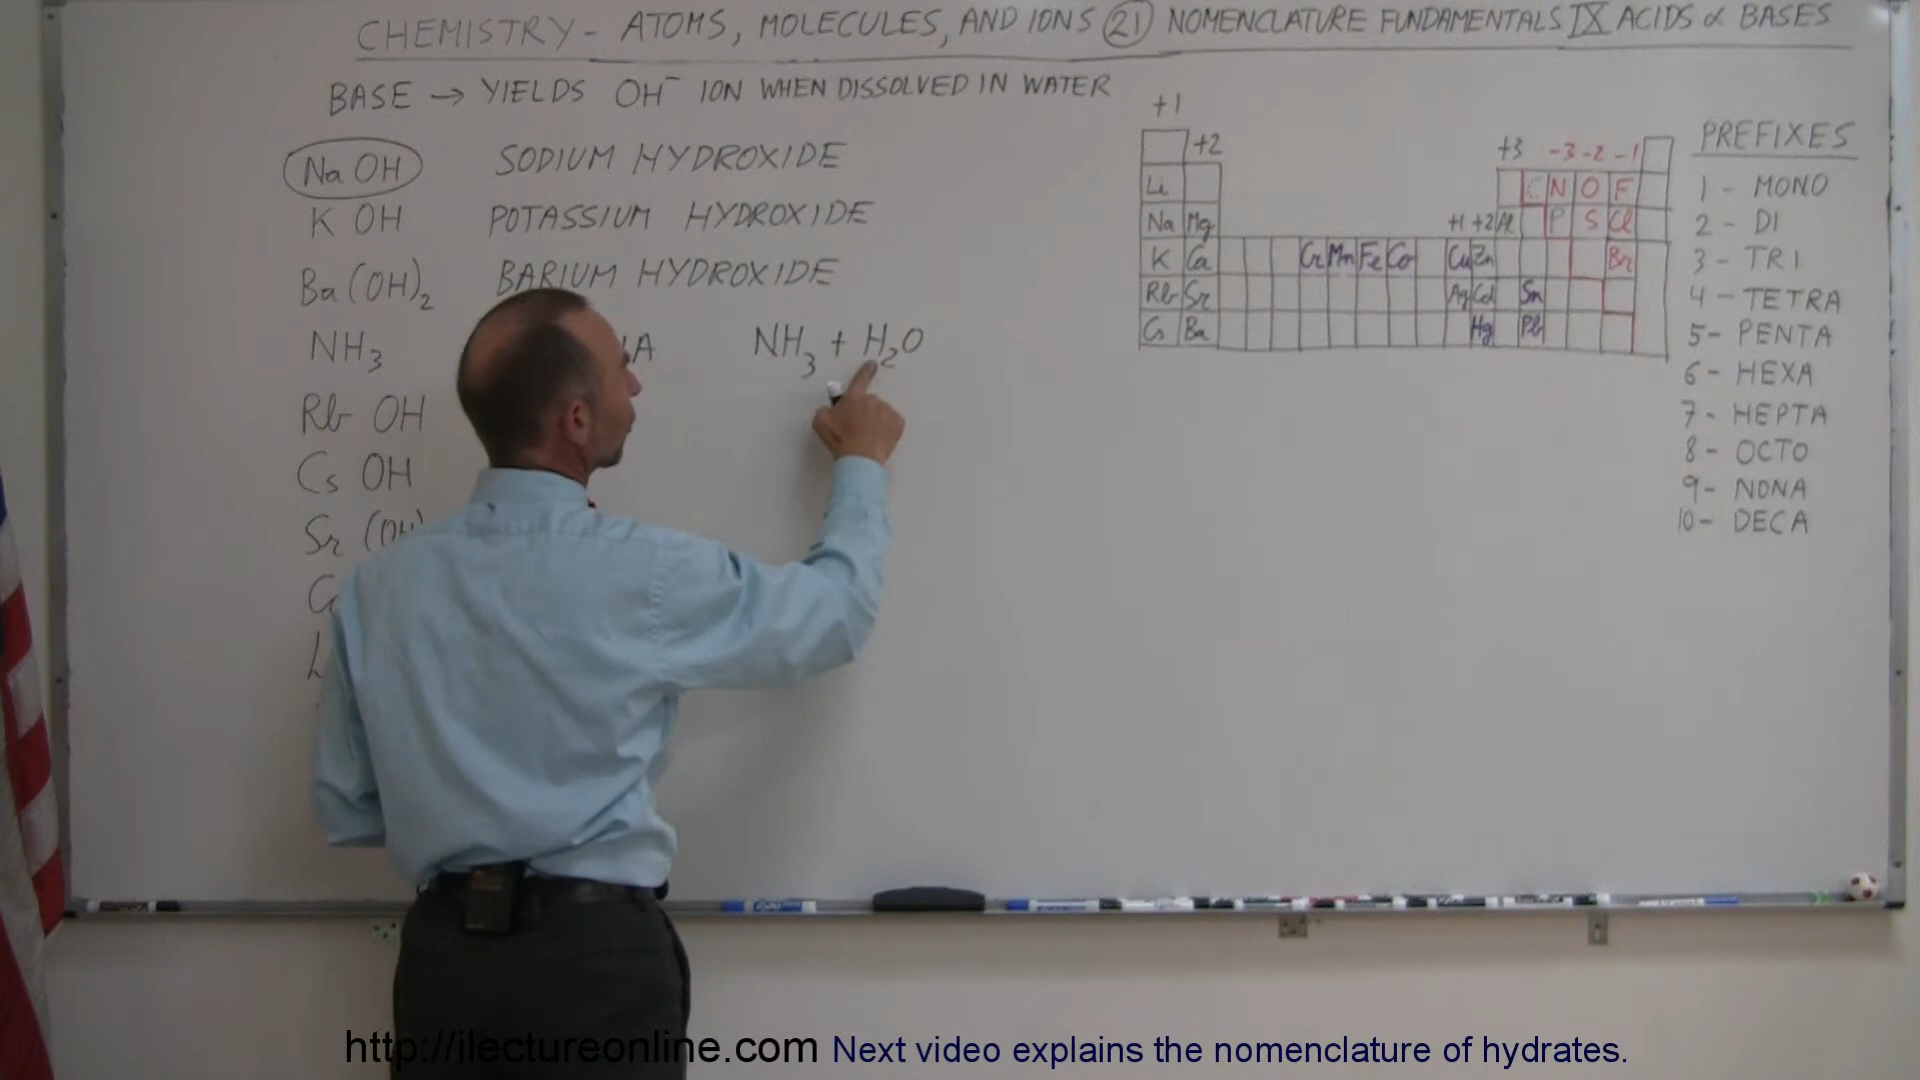 CHEMISTRY - ATOMS, MOLECULES, AND IONS 21 NOMENCLATURE FUNDAMENTALS IX ACIDS & BASES
BASE → YIELDS OH⁻ ION WHEN DISSOLVED IN WATER
NaOH SODIUM HYDROXIDE
KOH POTASSIUM HYDROXIDE
Ba(OH)₂ BARIUM HYDROXIDE
NH₃ NH₃ + H₂O
RbOH
CsOH
Sr(OH)
+1
+2 +3 -3 -2 -1
Li C N O F
Na Mg +1 +2 Al P S Cl
K Ca Cr Mn Fe Co Cu Zn Br
Rb Sr Ag Cd Sn
Cs Ba Hg Pb
PREFIXES
1 - MONO
2 - DI
3 - TRI
4 - TETRA
5 - PENTA
6 - HEXA
7 - HEPTA
8 - OCTO
9 - NONA
10 - DECA
http://ilectureonline.com Next video explains the nomenclature of hydrates.